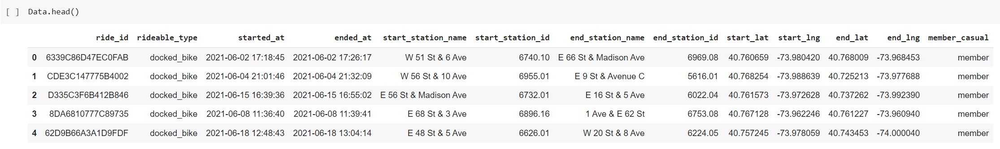 [ ] Data.head()
ride_id rideable_type started_at ended_at start_station_name start_station_id end_station_name end_station_id start_lat start_lng end_lat end_lng member_casual
0 6339C86D47EC0FAB docked_bike 2021-06-02 17:18:45 2021-06-02 17:26:17 W 51 St & 6 Ave 6740.10 E 66 St & Madison Ave 6969.08 40.760659 -73.980420 40.768009 -73.968453 member
1 CDE3C147775B4002 docked_bike 2021-06-04 21:01:46 2021-06-04 21:32:09 W 56 St & 10 Ave 6955.01 E 9 St & Avenue C 5616.01 40.768254 -73.988639 40.725213 -73.977688 member
2 D335C3F6B412B846 docked_bike 2021-06-15 16:39:36 2021-06-15 16:55:02 E 56 St & Madison Ave 6732.01 E 16 St & 5 Ave 6022.04 40.761573 -73.972628 40.737262 -73.992390 member
3 8DA6810777C89735 docked_bike 2021-06-08 11:36:40 2021-06-08 11:39:41 E 68 St & 3 Ave 6896.16 1 Ave & E 62 St 6753.08 40.767128 -73.962246 40.761227 -73.960940 member
4 62D9B66A3A1D9FDF docked_bike 2021-06-18 12:48:43 2021-06-18 13:04:14 E 48 St & 5 Ave 6626.01 W 20 St & 8 Ave 6224.05 40.757245 -73.978059 40.743453 -74.000040 member